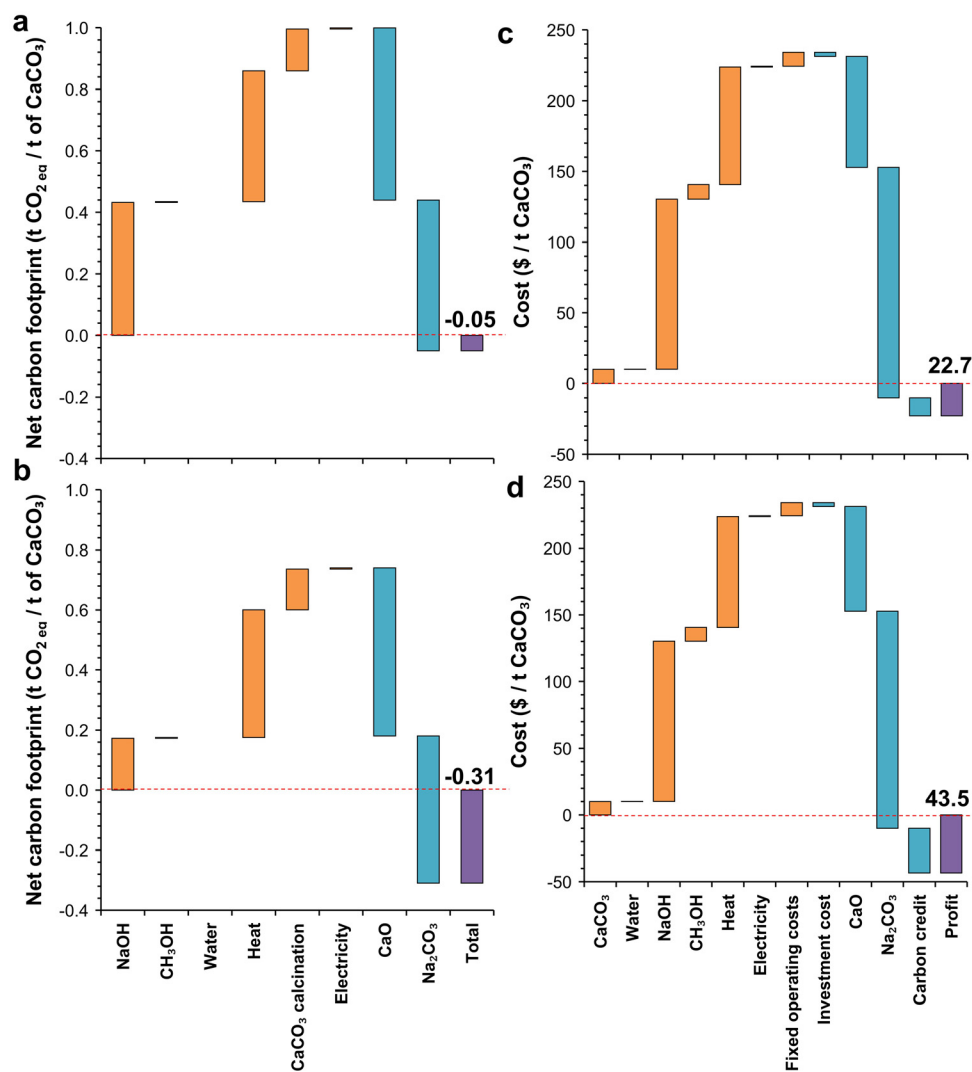 a
Net carbon footprint (t CO₂ eq / t of CaCO₃)
1.0
0.8
0.6
0.4
0.2
0.0
-0.2
-0.4
-0.05
b
Net carbon footprint (t CO₂ eq / t of CaCO₃)
1.0
0.8
0.6
0.4
0.2
0.0
-0.2
-0.4
-0.31
NaOH
CH₃OH
Water
Heat
CaCO₃ calcination
Electricity
CaO
Na₂CO₃
Total
c
Cost ($ / t CaCO₃)
250
200
150
100
50
0
-50
22.7
d
Cost ($ / t CaCO₃)
250
200
150
100
50
0
-50
43.5
CaCO₃
Water
NaOH
CH₃OH
Heat
Electricity
Fixed operating costs
Investment cost
CaO
Na₂CO₃
Carbon credit
Profit